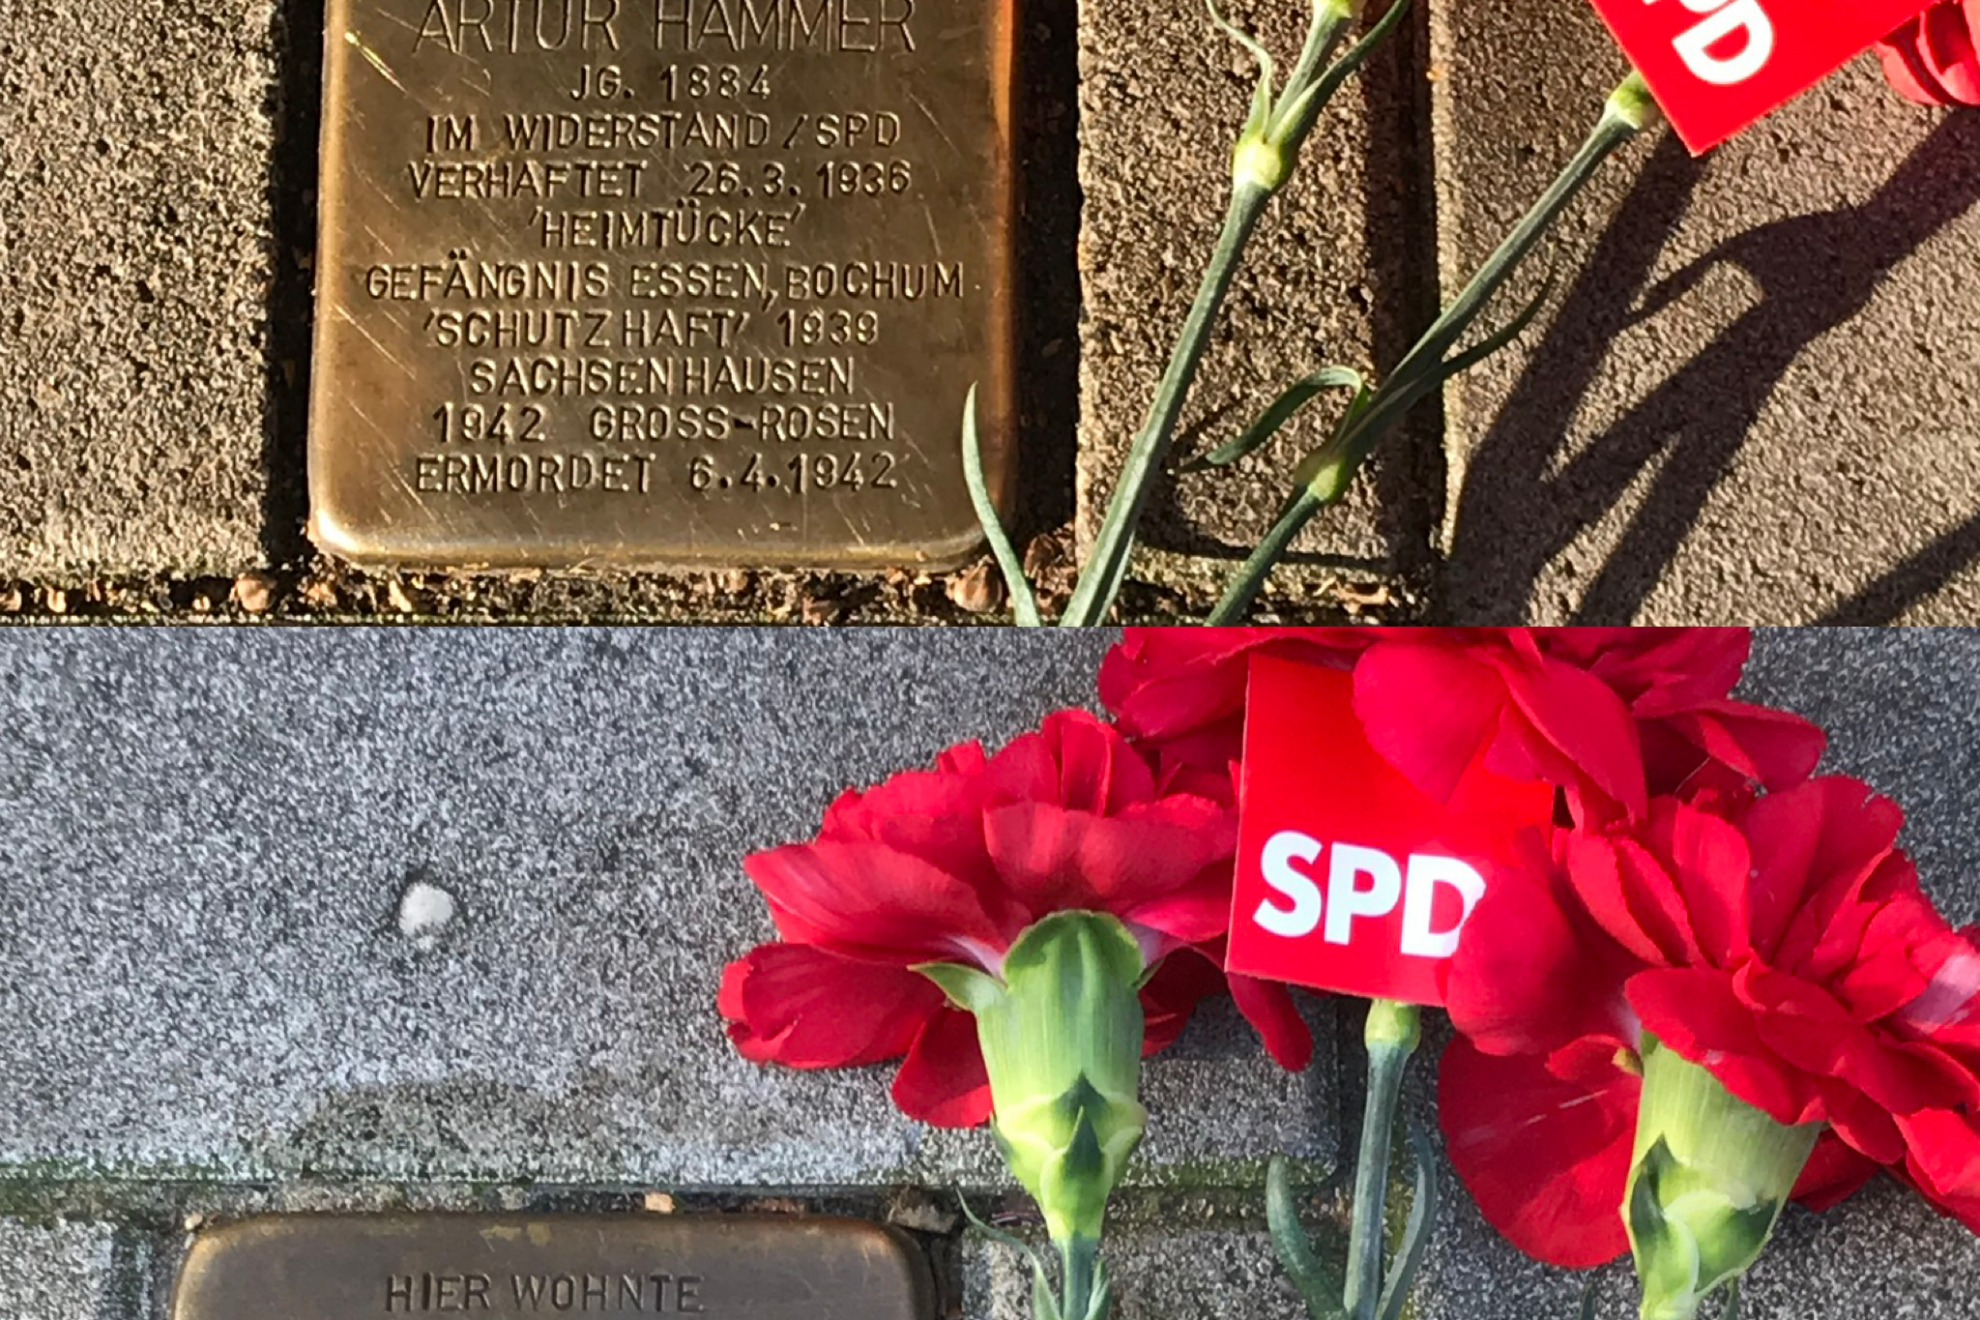 ARTUR HAMMER
JG. 1884
IM WIDERSTAND / SPD
VERHAFTET 26.3.1936
'HEIMTÜCKE'
GEFÄNGNIS ESSEN, BOCHUM
'SCHUTZHAFT' 1939
SACHSENHAUSEN
1942 GROSS-ROSEN
ERMORDET 6.4.1942
SPD
SPD
HIER WOHNTE